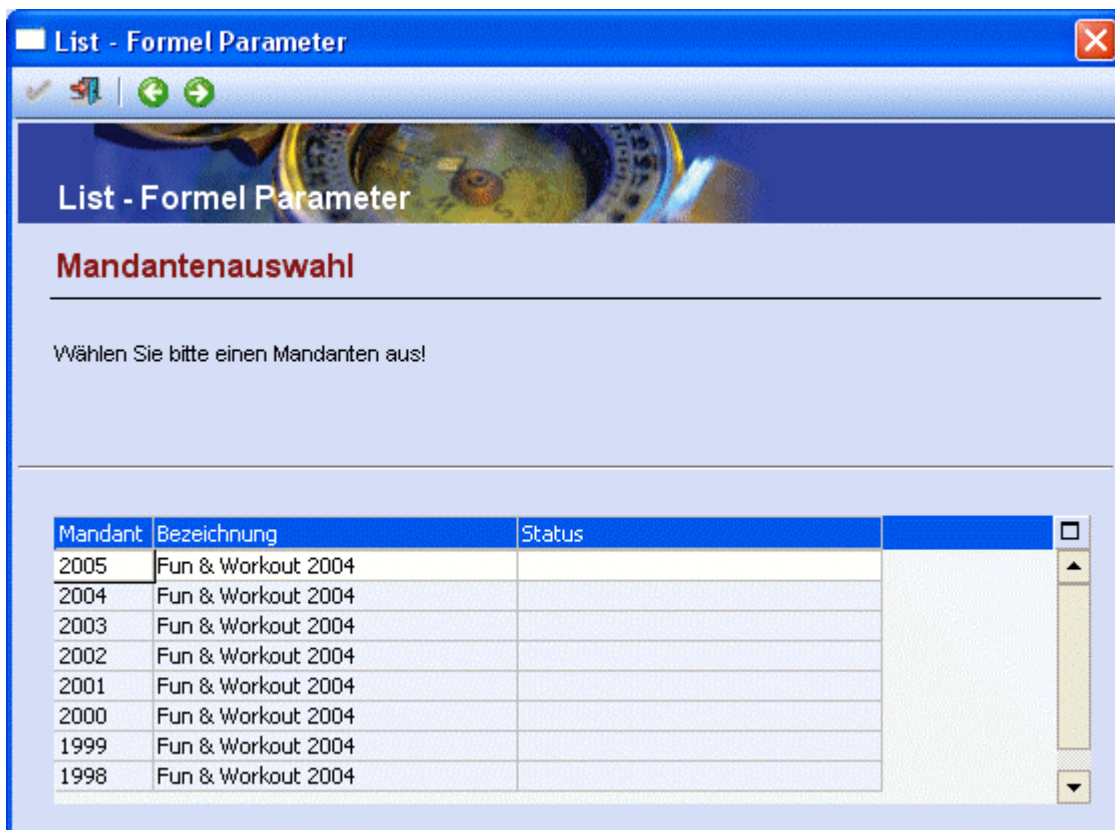 List - Formel Parameter
List - Formel Parameter
Mandantenauswahl
Wählen Sie bitte einen Mandanten aus!
Mandant Bezeichnung Status
2005 Fun & Workout 2004
2004 Fun & Workout 2004
2003 Fun & Workout 2004
2002 Fun & Workout 2004
2001 Fun & Workout 2004
2000 Fun & Workout 2004
1999 Fun & Workout 2004
1998 Fun & Workout 2004